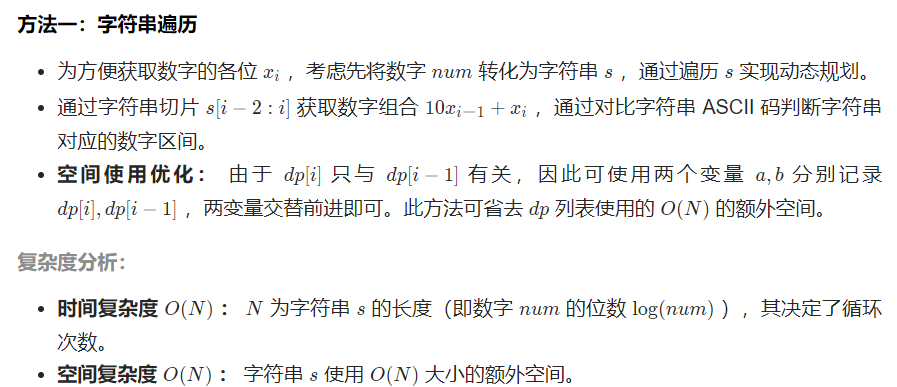 方法一：字符串遍历
• 为方便获取数字的各位 xᵢ ，考虑先将数字 num 转化为字符串 s ，通过遍历 s 实现动态规划。
• 通过字符串切片 s[i − 2 : i] 获取数字组合 10xᵢ₋₁ + xᵢ ，通过对比字符串 ASCII 码判断字符串
对应的数字区间。
• 空间使用优化： 由于 dp[i] 只与 dp[i − 1] 有关，因此可使用两个变量 a, b 分别记录
dp[i], dp[i − 1] ，两变量交替前进即可。此方法可省去 dp 列表使用的 O(N) 的额外空间。
复杂度分析：
• 时间复杂度 O(N) ： N 为字符串 s 的长度（即数字 num 的位数 log(num) ），其决定了循环
次数。
• 空间复杂度 O(N) ： 字符串 s 使用 O(N) 大小的额外空间。